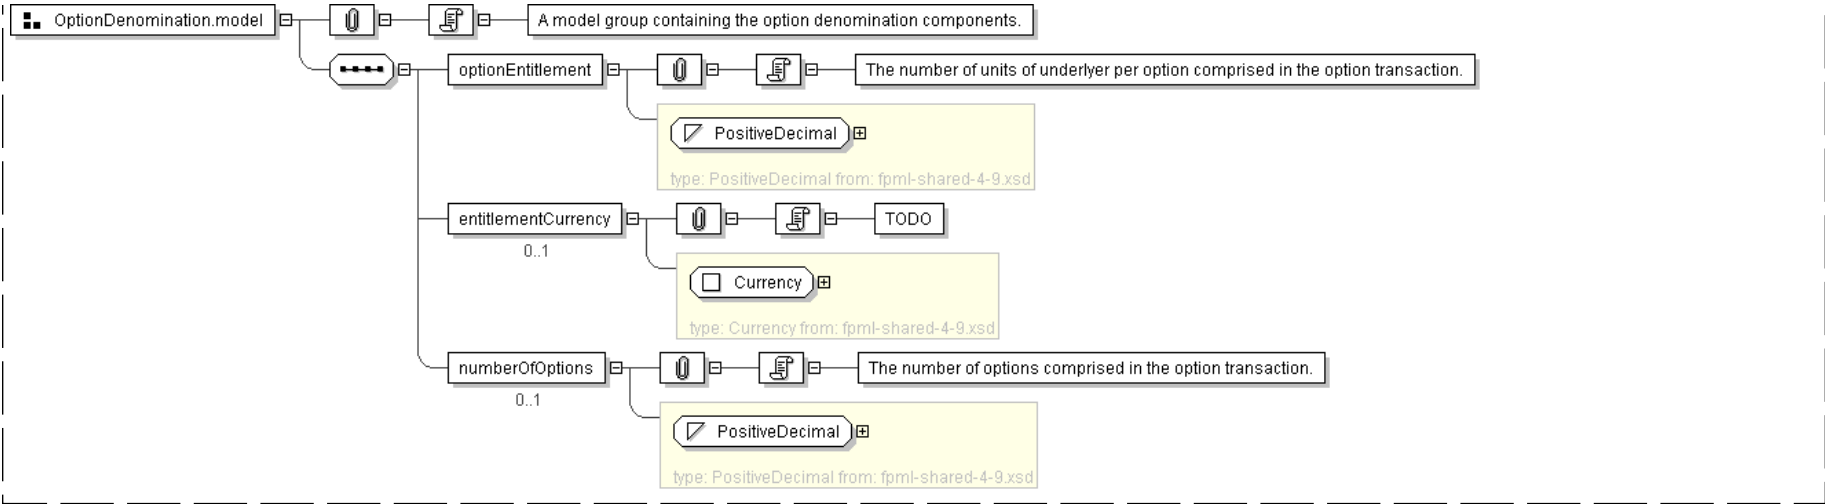 OptionDenomination.model
A model group containing the option denomination components.
optionEntitlement
The number of units of underlyer per option comprised in the option transaction.
PositiveDecimal
type: PositiveDecimal from: fpml-shared-4-9.xsd
entitlementCurrency
TODO
0..1
Currency
type: Currency from: fpml-shared-4-9.xsd
numberOfOptions
The number of options comprised in the option transaction.
0..1
PositiveDecimal
type: PositiveDecimal from: fpml-shared-4-9.xsd